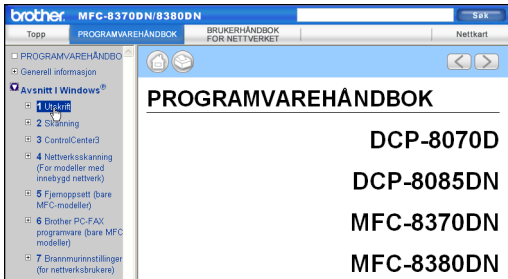 brother. MFC-8370DN/8380DN
Søk
Topp
PROGRAMVAREHÅNDBOK
BRUKERHÅNDBOK
FOR NETTVERKET
Nettkart
PROGRAMVAREHÅNDBO
Generell informasjon
Avsnitt I Windows®
1 Utskrift
2 Skanning
3 ControlCenter3
4 Nettverksskanning
(For modeller med
innebygd nettverk)
5 Fjernoppsett (bare
MFC-modeller)
6 Brother PC-FAX
programvare (bare MFC
modeller)
7 Brannmurinnstillinger
(for nettverksbrukere)
PROGRAMVAREHÅNDBOK
DCP-8070D
DCP-8085DN
MFC-8370DN
MFC-8380DN